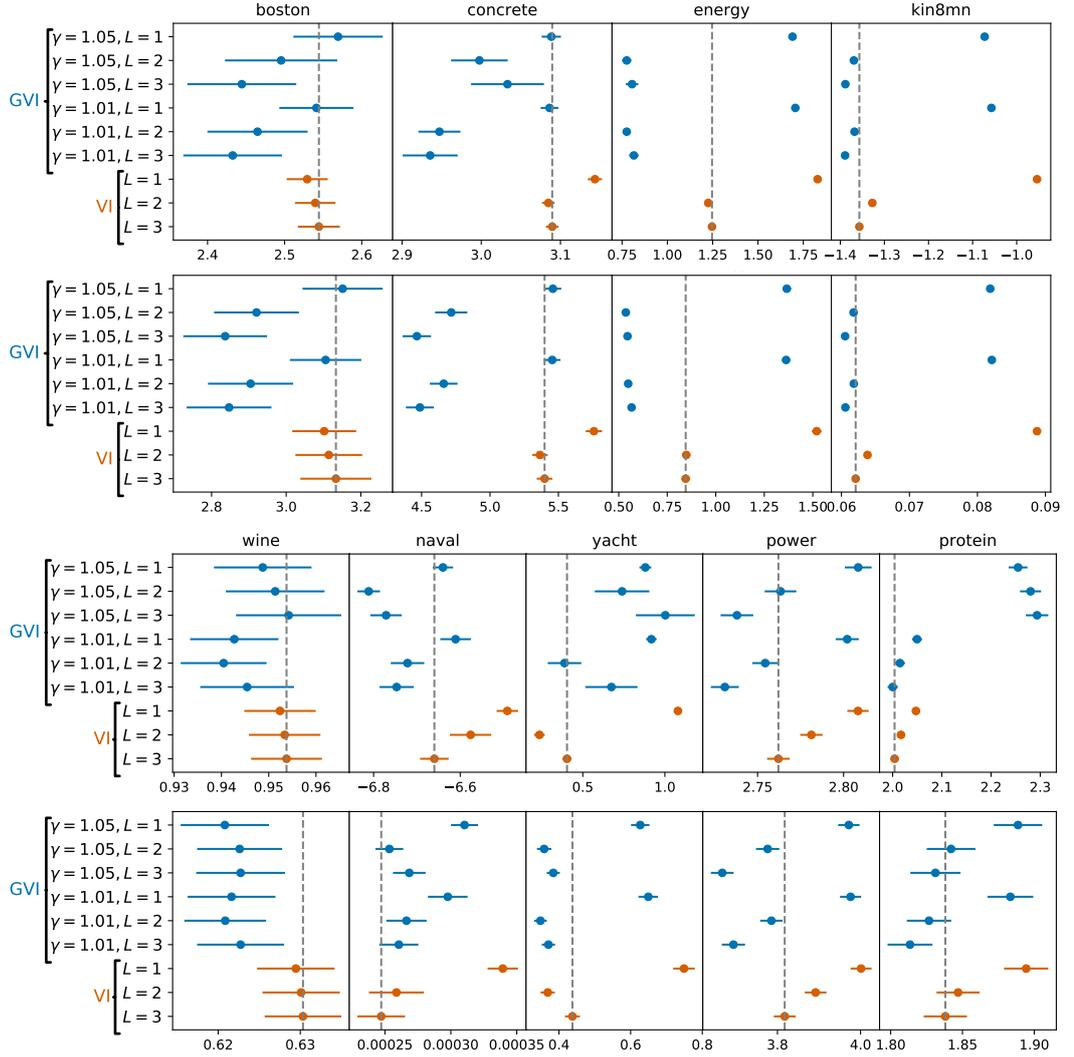 boston concrete energy kin8mn
γ = 1.05, L = 1
γ = 1.05, L = 2
γ = 1.05, L = 3
GVI
γ = 1.01, L = 1
γ = 1.01, L = 2
γ = 1.01, L = 3
L = 1
VI L = 2
L = 3
2.4 2.5 2.6 2.9 3.0 3.1 0.75 1.00 1.25 1.50 1.75 −1.4 −1.3 −1.2 −1.1 −1.0
γ = 1.05, L = 1
γ = 1.05, L = 2
γ = 1.05, L = 3
GVI
γ = 1.01, L = 1
γ = 1.01, L = 2
γ = 1.01, L = 3
L = 1
VI L = 2
L = 3
2.8 3.0 3.2 4.5 5.0 5.5 0.50 0.75 1.00 1.25 1.50 0.06 0.07 0.08 0.09
wine naval yacht power protein
γ = 1.05, L = 1
γ = 1.05, L = 2
γ = 1.05, L = 3
GVI
γ = 1.01, L = 1
γ = 1.01, L = 2
γ = 1.01, L = 3
L = 1
VI L = 2
L = 3
0.93 0.94 0.95 0.96 −6.8 −6.6 0.5 1.0 2.75 2.80 2.0 2.1 2.2 2.3
γ = 1.05, L = 1
γ = 1.05, L = 2
γ = 1.05, L = 3
GVI
γ = 1.01, L = 1
γ = 1.01, L = 2
γ = 1.01, L = 3
L = 1
VI L = 2
L = 3
0.62 0.63 0.00025 0.00030 0.00035 0.4 0.6 0.8 3.8 4.0 1.80 1.85 1.90